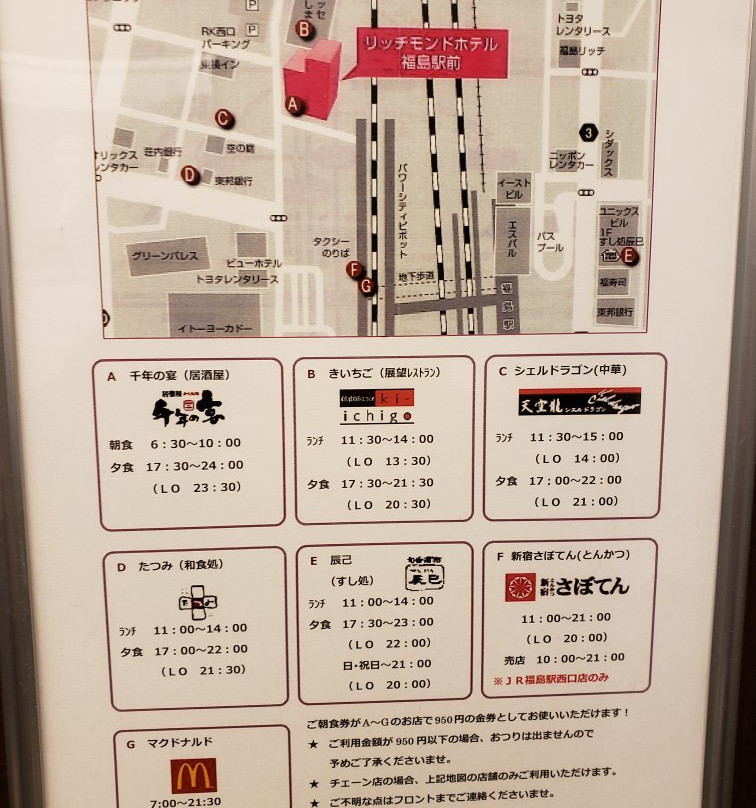 P
P
B
RK西口
パーキング
東横イン
リッチモンドホテル
福島駅前
トヨタ
レンタリース
福島リッチ
A
C
3
シダックス
オリックス
レンタカー
荘内銀行
空の庭
D
東邦銀行
ニッポン
レンタカー
パワーシティピボット
イースト
ビル
エスパル
バス
プール
ユニックス
ビル
1F
すし処辰巳
E
グリーンパレス
ビューホテル
トヨタレンタリース
タクシー
のりば
F
G
地下歩道
福島駅
福寿司
東邦銀行
イトーヨーカドー
A 千年の宴（居酒屋）
居酒屋
千年の宴
朝食 6：30～10：00
夕食 17：30～24：00
（ＬＯ 23：30）
B きいちご（展望ﾚｽﾄﾗﾝ）
ki-
ichigo
ﾗﾝﾁ 11：30～14：00
（ＬＯ 13：30）
夕食 17：30～21：30
（ＬＯ 20：30）
C シェルドラゴン(中華)
天空龍 シェルドラゴン
ﾗﾝﾁ 11：30～15：00
（ＬＯ 14：00）
夕食 17：00～22：00
（ＬＯ 21：00）
D たつみ（和食処）
ﾗﾝﾁ 11：00～14：00
夕食 17：00～22：00
（ＬＯ 21：30）
E 辰己
（すし処）
辰巳
ﾗﾝﾁ 11：00～14：00
夕食 17：30～23：00
（ＬＯ 22：00）
日・祝日～21：00
（ＬＯ 20：00）
F 新宿さぼてん(とんかつ)
新宿さぼてん
11：00～21：00
（ＬＯ 20：00）
売店 10：00～21：00
※ＪＲ福島駅西口店のみ
G マクドナルド
M
7:00～21:30
ご朝食券がA～Gのお店で950円の金券としてお使いいただけます！
★ ご利用金額が 950 円以下の場合、おつりは出ませんので
予めご了承くださいませ。
★ チェーン店の場合、上記地図の店舗のみご利用いただけます。
★ ご不明な点はフロントまでご連絡くださいませ。